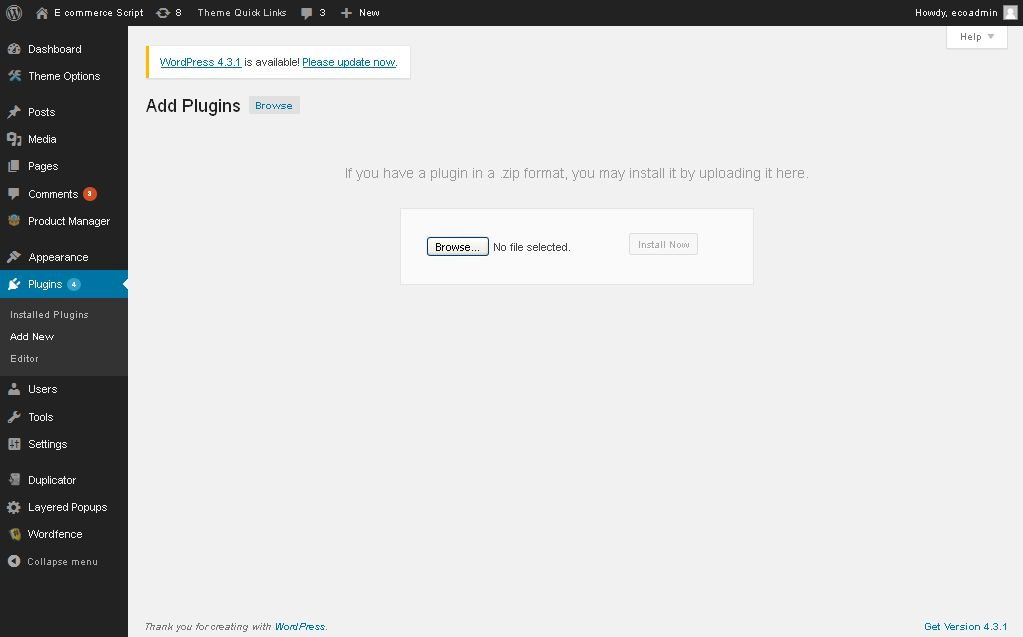 E commerce Script 8 Theme Quick Links 3 New Howdy, ecoadmin
Help
Dashboard
Theme Options
Posts
Media
Pages
Comments 3
Product Manager
Appearance
Plugins 4
Installed Plugins
Add New
Editor
Users
Tools
Settings
Duplicator
Layered Popups
Wordfence
Collapse menu
WordPress 4.3.1 is available! Please update now.
Add Plugins Browse
If you have a plugin in a .zip format, you may install it by uploading it here.
Browse... No file selected. Install Now
Thank you for creating with WordPress. Get Version 4.3.1